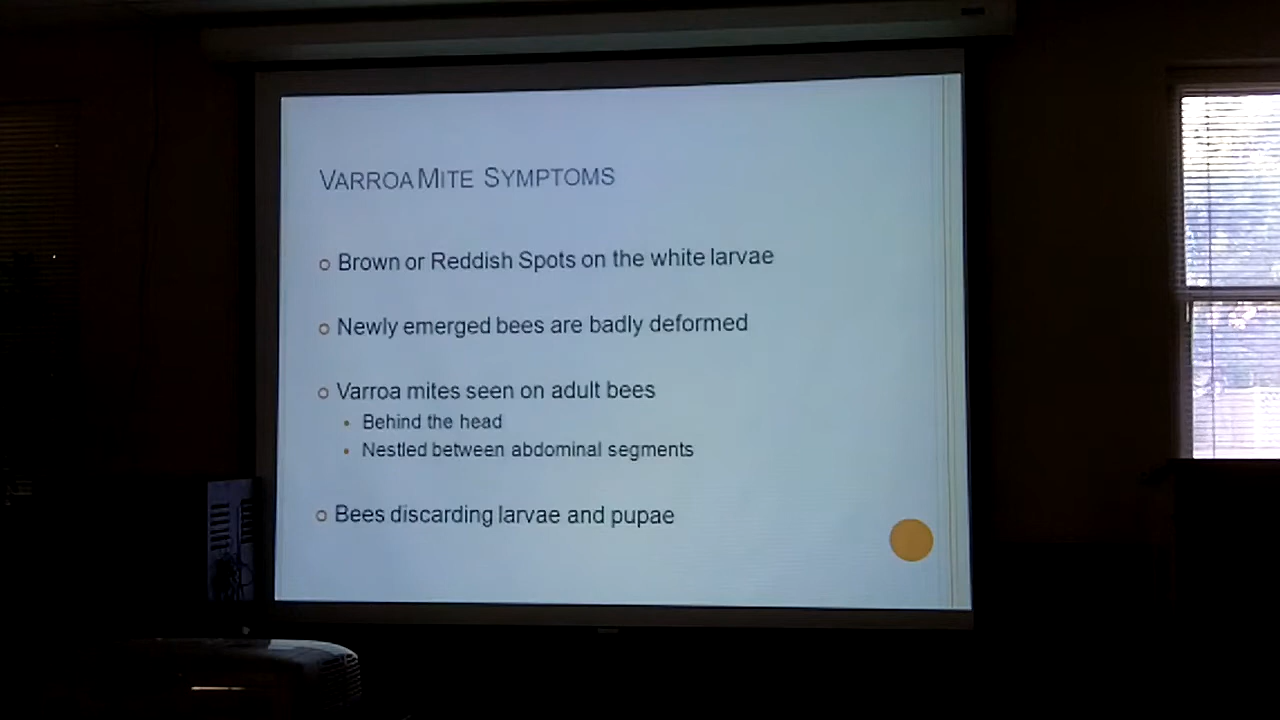 VARROA MITE SYMPTOMS
Brown or Reddish Spots on the white larvae
Newly emerged bees are badly deformed
Varroa mites seen on adult bees
Behind the head
Nestled between abdominal segments
Bees discarding larvae and pupae